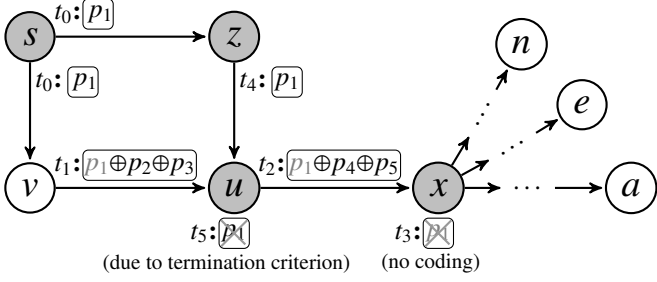 t₀: p₁
s z n
t₀: p₁ t₄: p₁ e
t₁: p₁⊕p₂⊕p₃ t₂: p₁⊕p₄⊕p₅
v u x a
t₅: p₁ t₃: p₁
(due to termination criterion) (no coding)